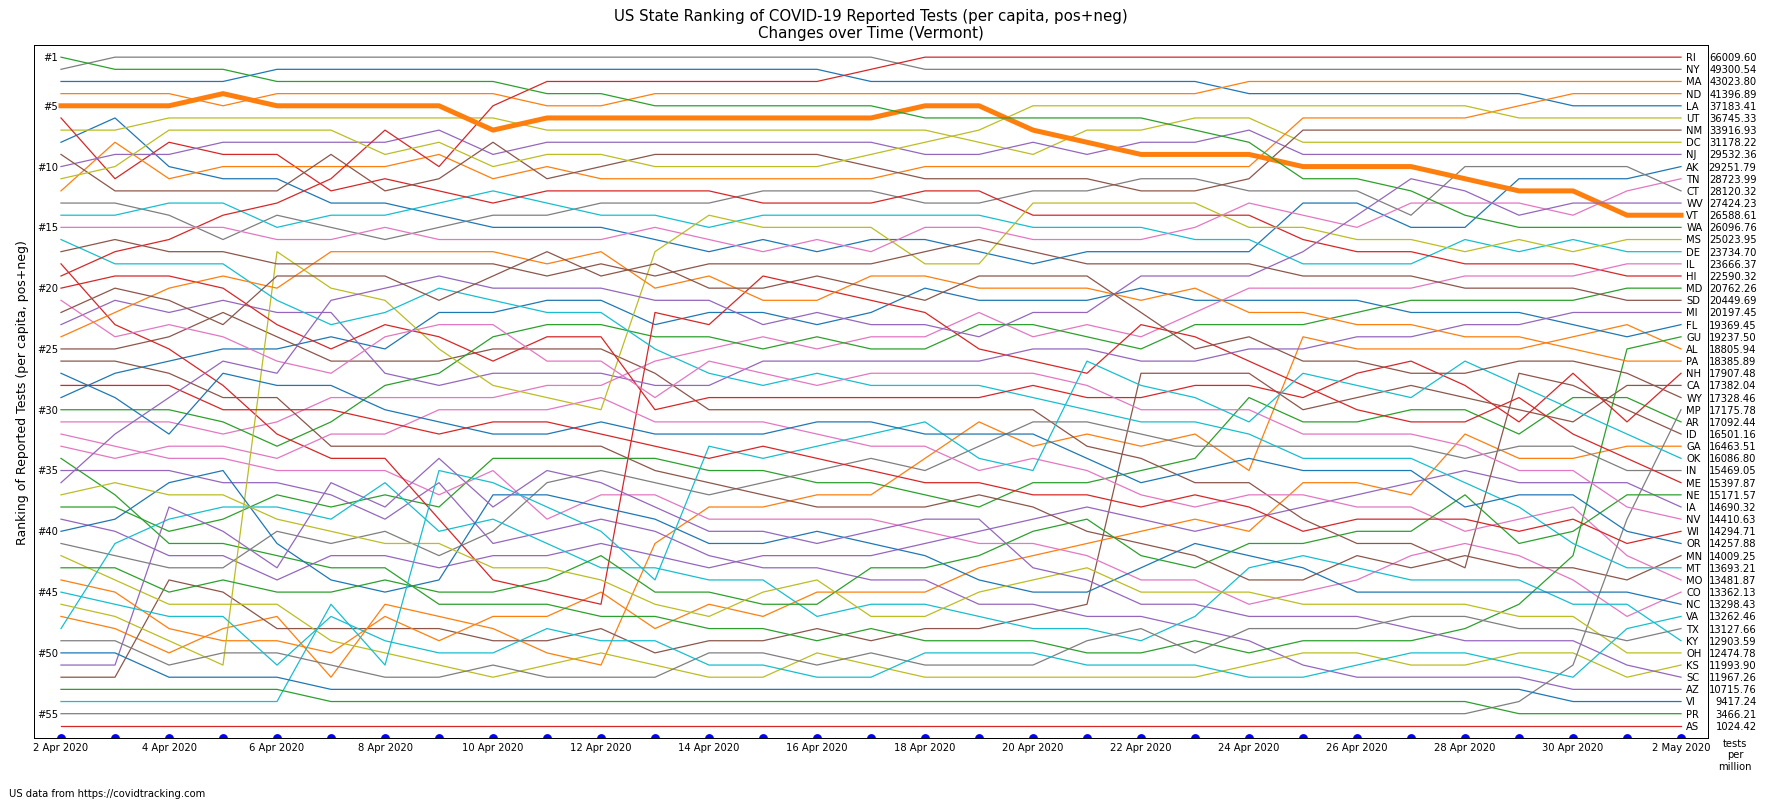 US State Ranking of COVID-19 Reported Tests (per capita, pos+neg)
Changes over Time (Vermont)
Ranking of Reported Tests (per capita, pos+neg)
#1
#5
#10
#15
#20
#25
#30
#35
#40
#45
#50
#55
RI 66009.60
NY 49300.54
MA 43023.80
ND 41396.89
LA 37183.41
UT 36745.33
NM 33916.93
DC 31178.22
NJ 29532.36
AK 29251.79
TN 28723.99
CT 28120.32
WV 27424.23
VT 26588.61
WA 26096.76
MS 25023.95
DE 23734.70
IL 23666.37
HI 22590.32
MD 20762.26
SD 20449.69
MI 20197.45
FL 19369.45
GU 19237.50
AL 18805.94
PA 18385.89
NH 17907.48
CA 17382.04
WY 17328.46
MP 17175.78
AR 17092.44
ID 16501.16
GA 16463.51
OK 16086.80
IN 15469.05
ME 15397.87
NE 15171.57
IA 14690.32
NV 14410.63
WI 14294.71
OR 14257.88
MN 14009.25
MT 13693.21
MO 13481.87
CO 13362.13
NC 13298.43
VA 13262.46
TX 13127.66
KY 12903.59
OH 12474.78
KS 11993.90
SC 11967.26
AZ 10715.76
VI 9417.24
PR 3466.21
AS 1024.42
2 Apr 2020 4 Apr 2020 6 Apr 2020 8 Apr 2020 10 Apr 2020 12 Apr 2020 14 Apr 2020 16 Apr 2020 18 Apr 2020 20 Apr 2020 22 Apr 2020 24 Apr 2020 26 Apr 2020 28 Apr 2020 30 Apr 2020 2 May 2020
tests
per
million
US data from https://covidtracking.com